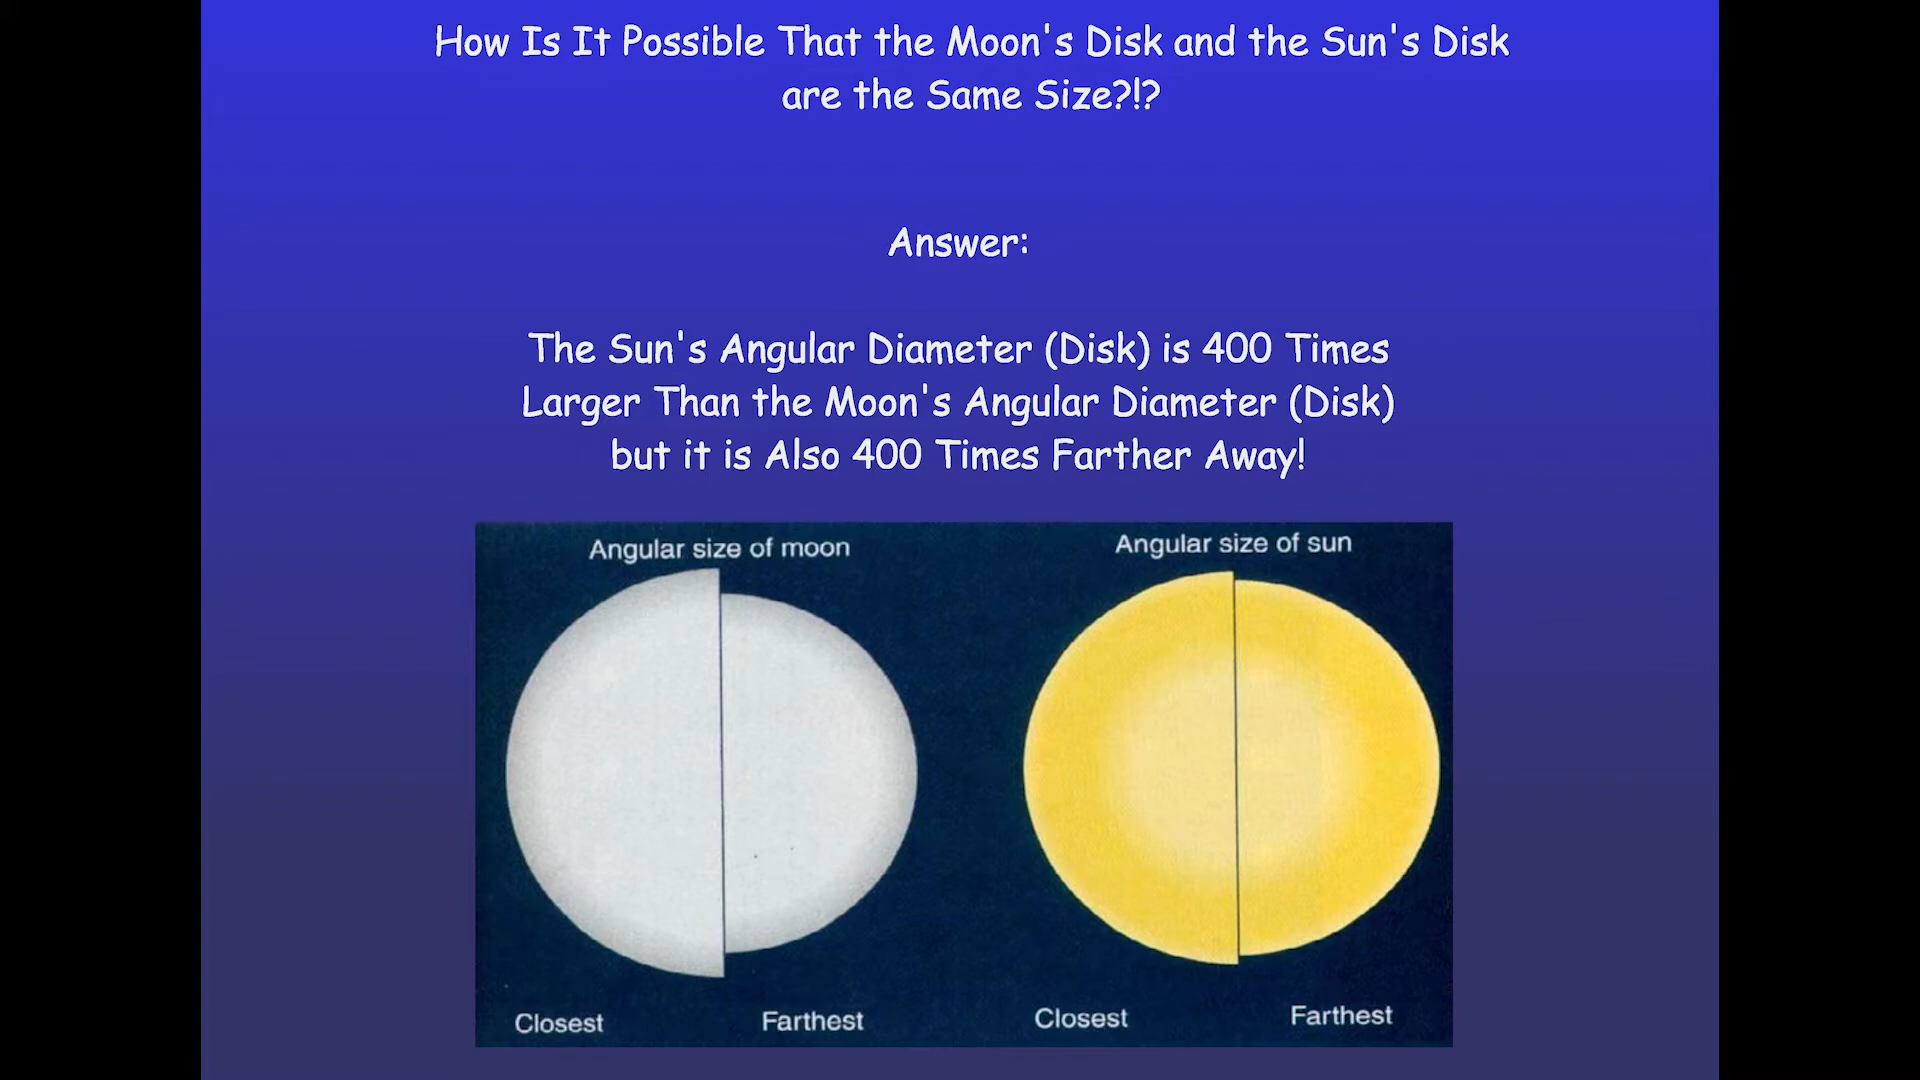 How Is It Possible That the Moon's Disk and the Sun's Disk
are the Same Size?!?
Answer:
The Sun's Angular Diameter (Disk) is 400 Times
Larger Than the Moon's Angular Diameter (Disk)
but it is Also 400 Times Farther Away!
Angular size of moon
Angular size of sun
Closest
Farthest
Closest
Farthest